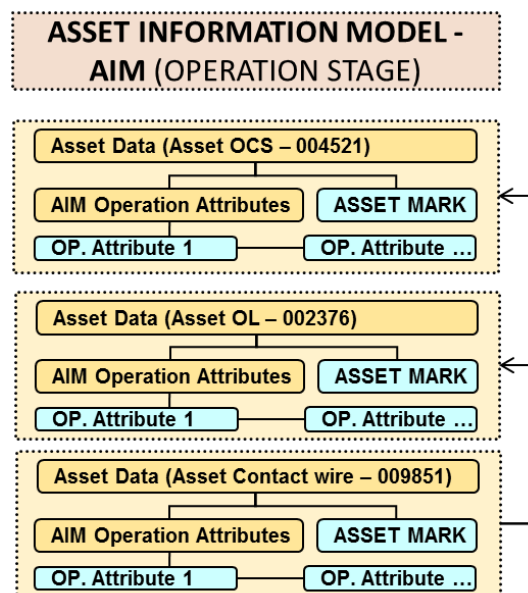 ASSET INFORMATION MODEL -
AIM (OPERATION STAGE)
Asset Data (Asset OCS – 004521)
AIM Operation Attributes
ASSET MARK
OP. Attribute 1
OP. Attribute ...
Asset Data (Asset OL – 002376)
AIM Operation Attributes
ASSET MARK
OP. Attribute 1
OP. Attribute ...
Asset Data (Asset Contact wire – 009851)
AIM Operation Attributes
ASSET MARK
OP. Attribute 1
OP. Attribute ...